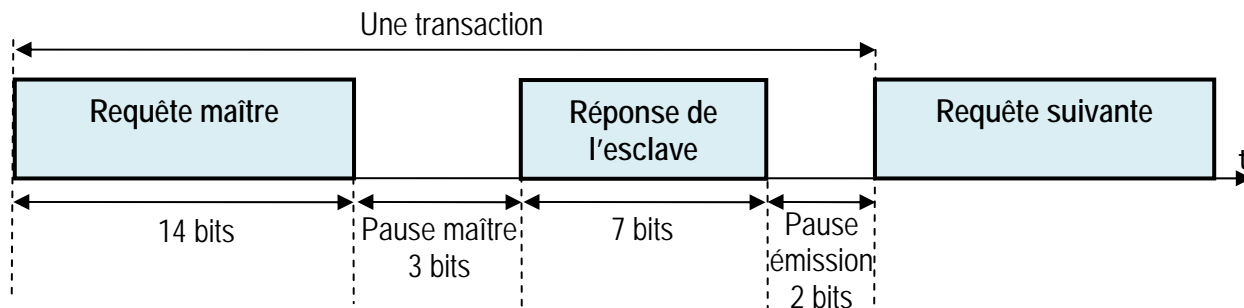 Une transaction
Requête maître
Réponse de
l'esclave
Requête suivante
t
14 bits
Pause maître
3 bits
7 bits
Pause
émission
2 bits